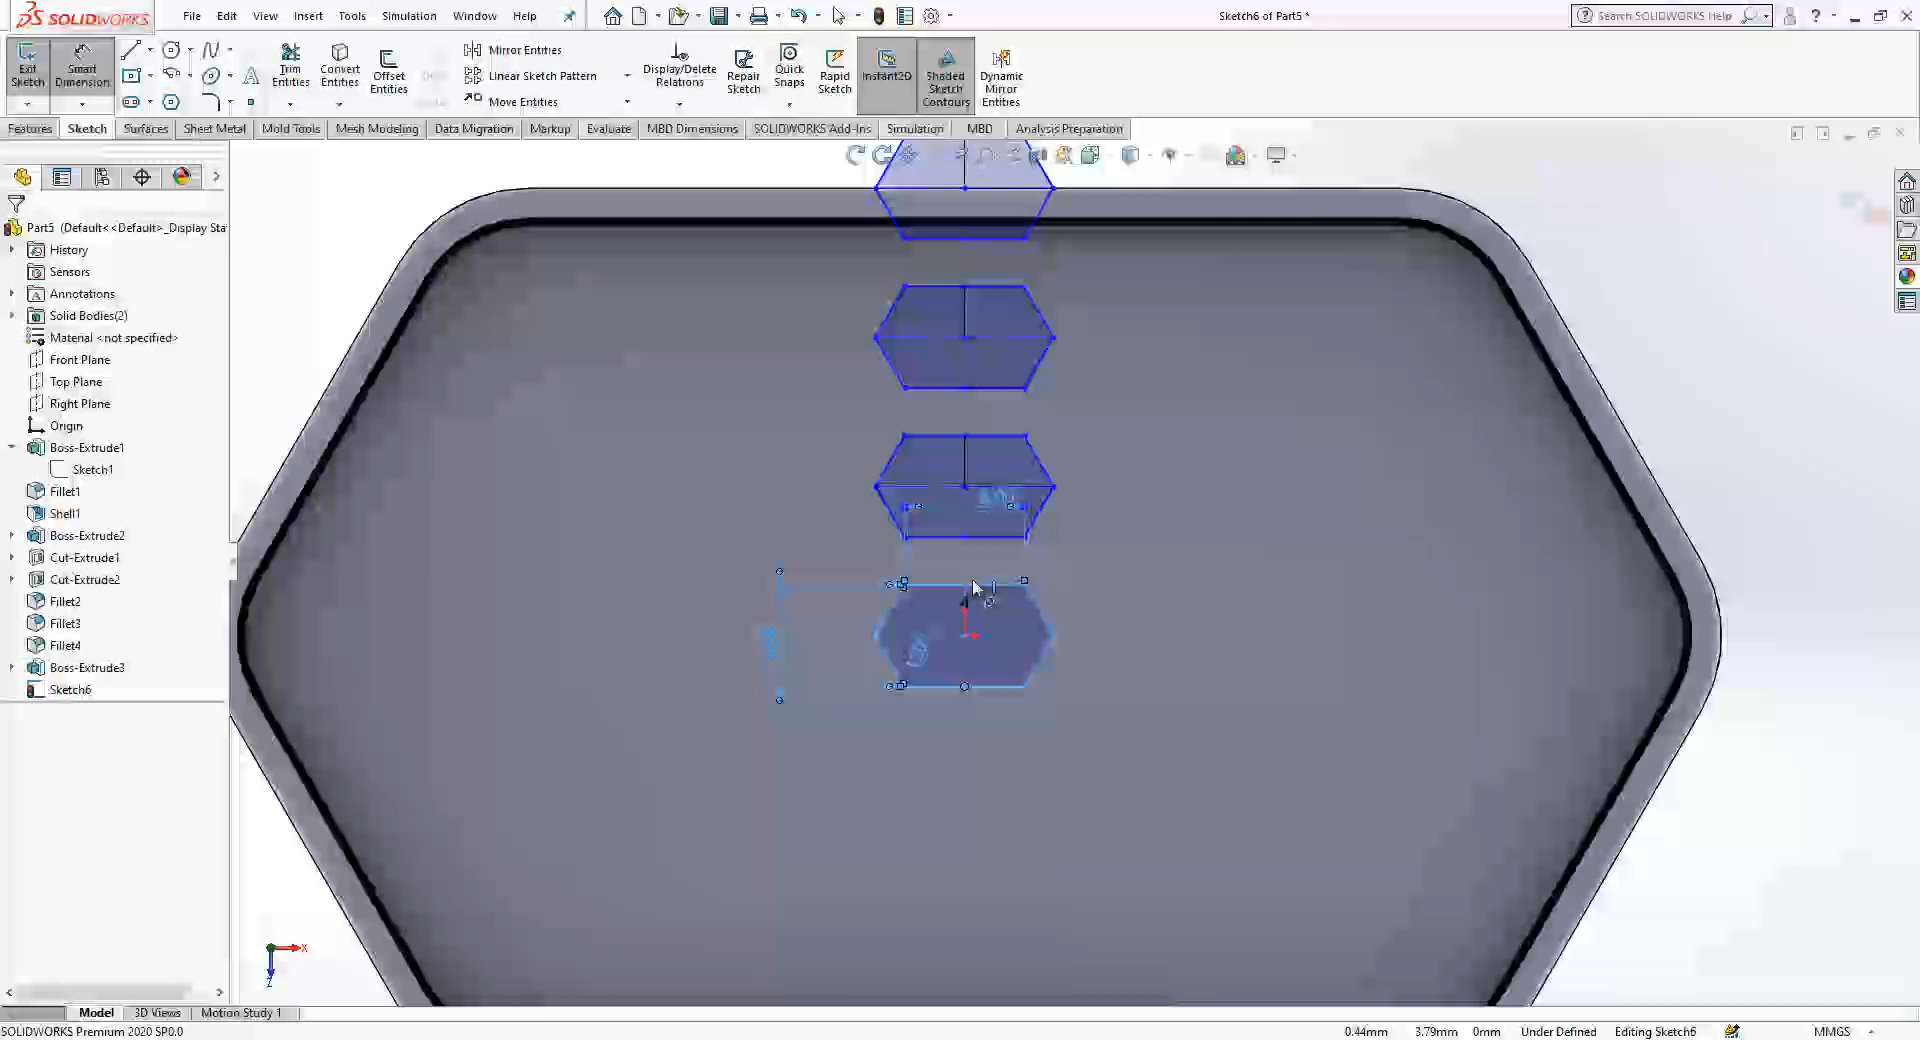 SOLIDWORKS
File Edit View Insert Tools Simulation Window Help
Sketch6 of Part5 *
Search SOLIDWORKS Help
Exit Sketch
Smart Dimension
Trim Entities
Convert Entities
Offset Entities
Mirror Entities
Linear Sketch Pattern
Move Entities
Display/Delete Relations
Repair Sketch
Quick Snaps
Rapid Sketch
Instant2D
Shaded Sketch Contours
Dynamic Mirror Entities
Features Sketch Surfaces Sheet Metal Mold Tools Mesh Modeling Data Migration Markup Evaluate MBD Dimensions SOLIDWORKS Add-Ins Simulation MBD Analysis Preparation
Part5 (Default<<Default>_Display Sta
History
Sensors
Annotations
Solid Bodies(2)
Material <not specified>
Front Plane
Top Plane
Right Plane
Origin
Boss-Extrude1
Sketch1
Fillet1
Shell1
Boss-Extrude2
Cut-Extrude1
Cut-Extrude2
Fillet2
Fillet3
Fillet4
Boss-Extrude3
Sketch6
X
Z
Model 3D Views Motion Study 1
SOLIDWORKS Premium 2020 SP0.0
0.44mm 3.79mm 0mm Under Defined Editing Sketch6 MMGS